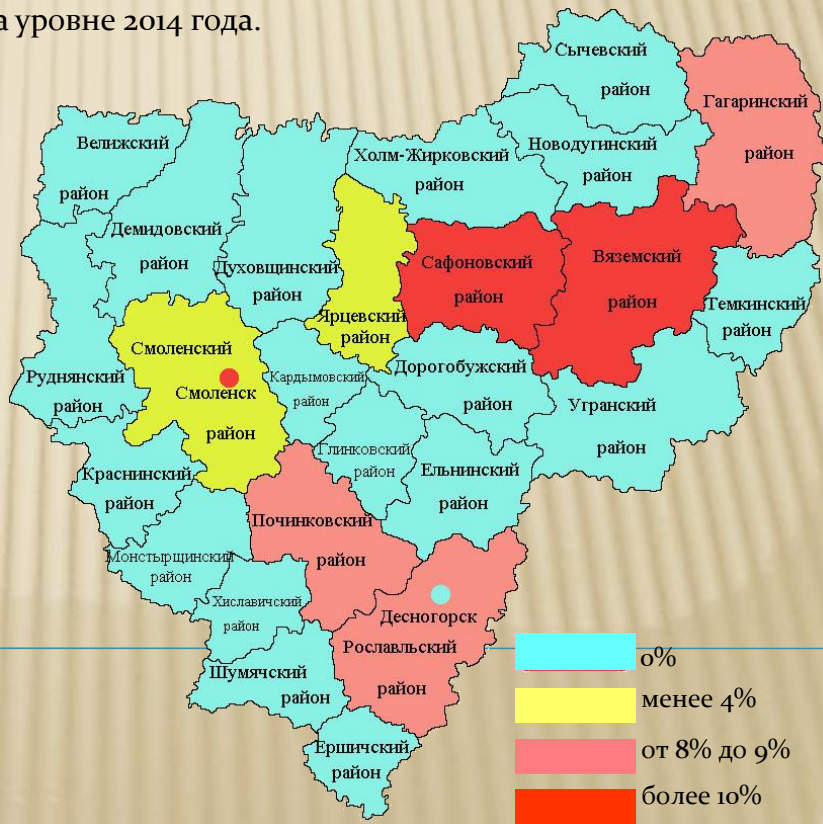 а уровне 2014 года.
Сычевский
район
Гагаринский
район
Велижский
район
Холм-Жирковский
район
Новодугинский
район
Демидовский
район
Духовщинский
район
Сафоновский
район
Вяземский
район
Ярцевский
район
Темкинский
район
Смоленский
Смоленск
район
Руднянский
район
Кардымовский
район
Дорогобужский
район
Угранский
район
Краснинский
район
Глинковский
район
Ельнинский
район
Починковский
район
Монстырщинский
район
Хиславичский
район
Десногорск
Рославльский
район
Шумячский
район
Ершичский
район
0%
менее 4%
от 8% до 9%
более 10%